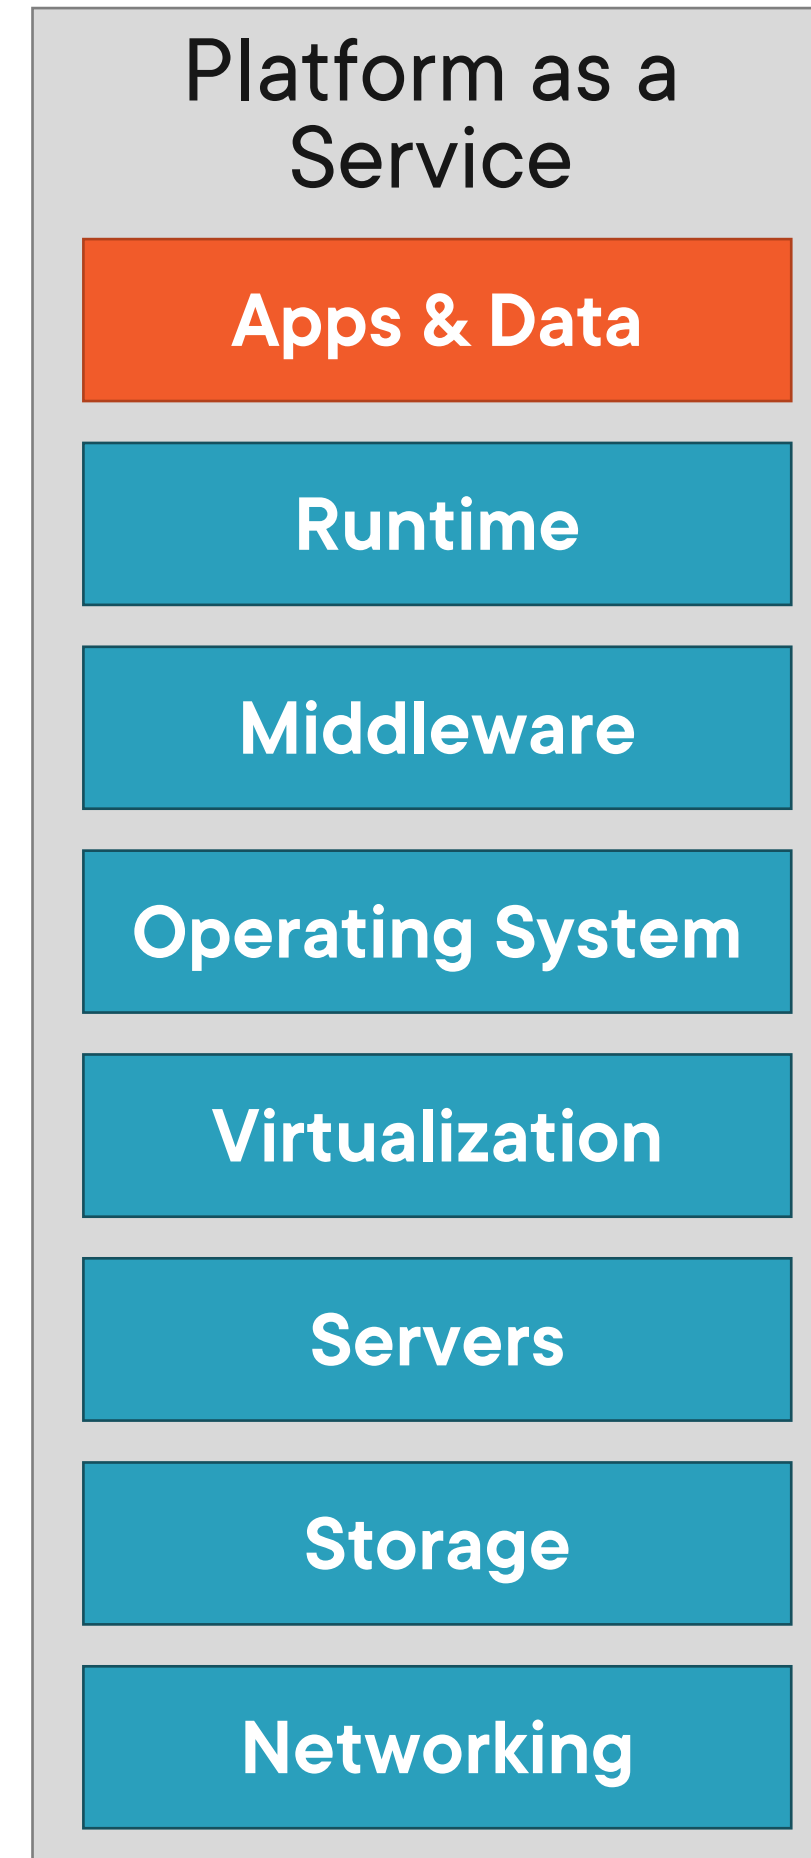 Platform as a
Service
Apps & Data
Runtime
Middleware
Operating System
Virtualization
Servers
Storage
Networking